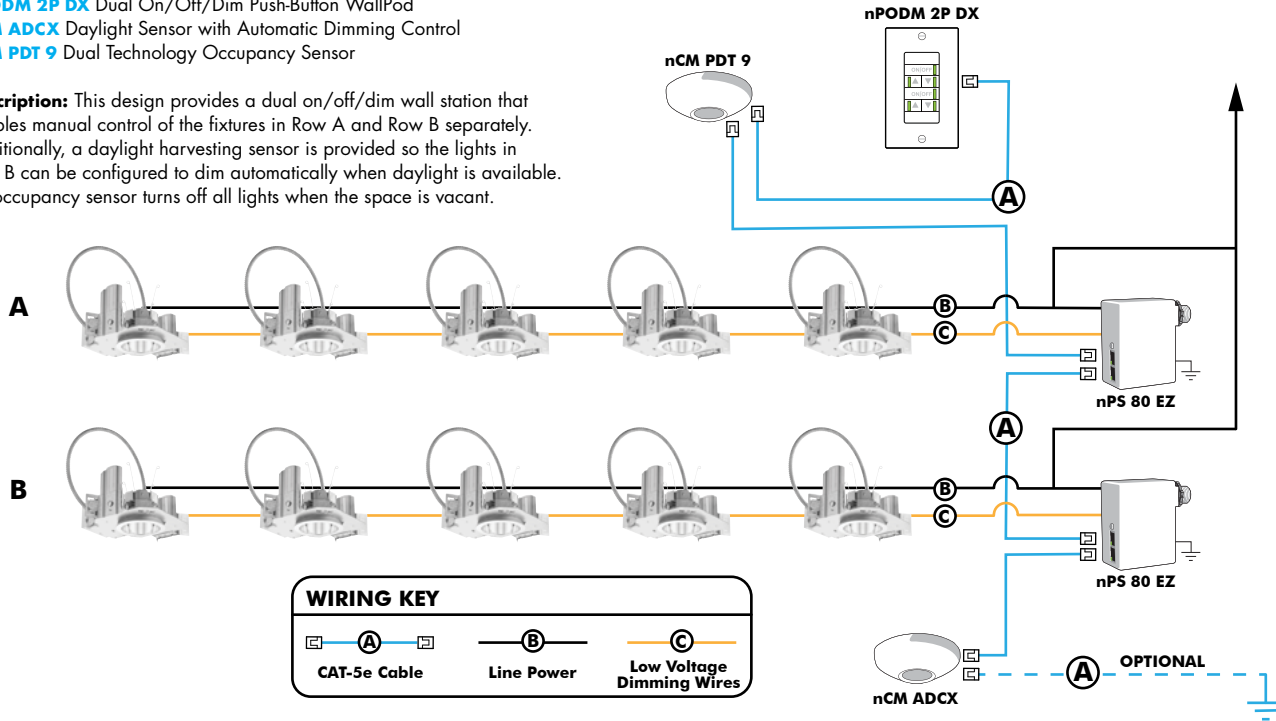 2P DX Dual On/Off/Dim Push-Button WallPod
ADCX Daylight Sensor with Automatic Dimming Control
PDT 9 Dual Technology Occupancy Sensor
cription: This design provides a dual on/off/dim wall station that
bles manual control of the fixtures in Row A and Row B separately.
itionally, a daylight harvesting sensor is provided so the lights in
B can be configured to dim automatically when daylight is available.
occupancy sensor turns off all lights when the space is vacant.
nPODM 2P DX
nCM PDT 9
ON/OFF
ON/OFF
A
A
B
C
nPS 80 EZ
A
B
B
C
nPS 80 EZ
WIRING KEY
A
B
C
CAT-5e Cable
Line Power
Low Voltage
Dimming Wires
nCM ADCX
A
OPTIONAL